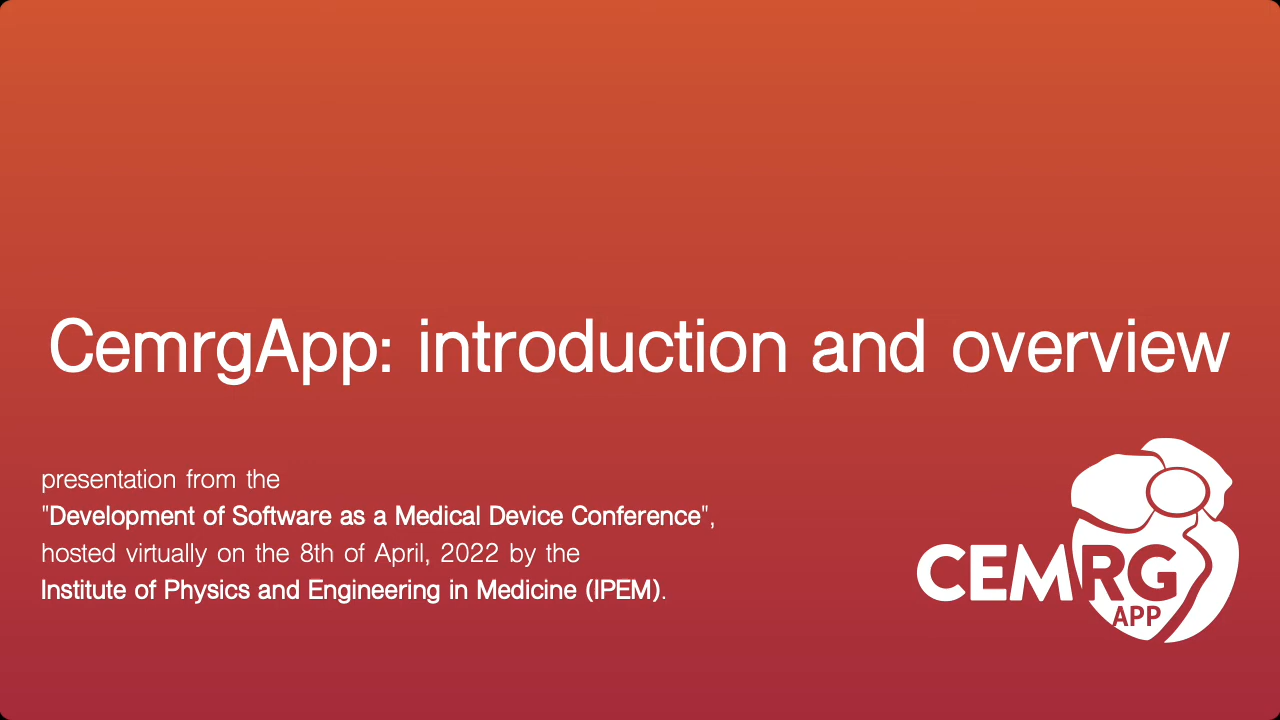 CemrgApp: introduction and overview
presentation from the
"Development of Software as a Medical Device Conference",
hosted virtually on the 8th of April, 2022 by the
Institute of Physics and Engineering in Medicine (IPEM).
CEMRG
APP